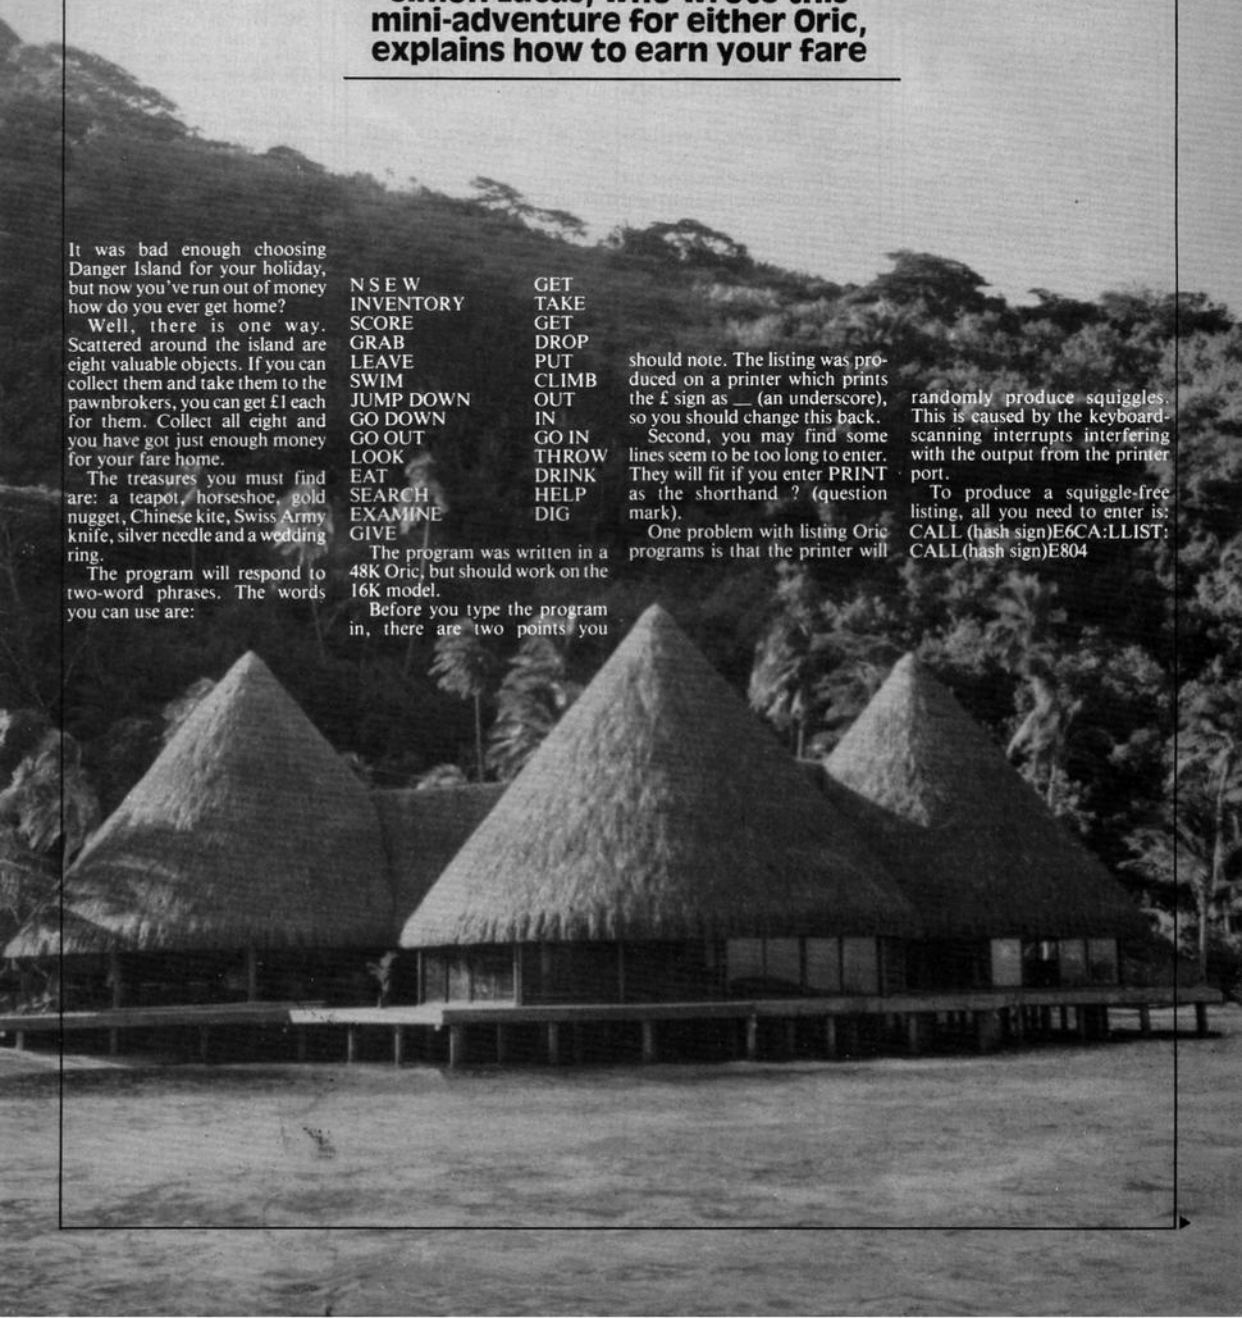 mini-adventure for either Oric,
explains how to earn your fare
It was bad enough choosing
Danger Island for your holiday,
but now you've run out of money
how do you ever get home?
Well, there is one way.
Scattered around the island are
eight valuable objects. If you can
collect them and take them to the
pawnbrokers, you can get £1 each
for them. Collect all eight and
you have got just enough money
for your fare home.
The treasures you must find
are: a teapot, horseshoe, gold
nugget, Chinese kite, Swiss Army
knife, silver needle and a wedding
ring.
The program will respond to
two-word phrases. The words
you can use are:
N S E W GET
INVENTORY TAKE
SCORE GET
GRAB DROP
LEAVE PUT
SWIM CLIMB
JUMP DOWN OUT
GO DOWN IN
GO OUT GO IN
LOOK THROW
EAT DRINK
SEARCH HELP
EXAMINE DIG
GIVE
The program was written in a
48K Oric, but should work on the
16K model.
Before you type the program
in, there are two points you
should note. The listing was pro-
duced on a printer which prints
the £ sign as _ (an underscore),
so you should change this back.
Second, you may find some
lines seem to be too long to enter.
They will fit if you enter PRINT
as the shorthand ? (question
mark).
One problem with listing Oric
programs is that the printer will
randomly produce squiggles.
This is caused by the keyboard-
scanning interrupts interfering
with the output from the printer
port.
To produce a squiggle-free
listing, all you need to enter is:
CALL (hash sign)E6CA:LLIST:
CALL(hash sign)E804